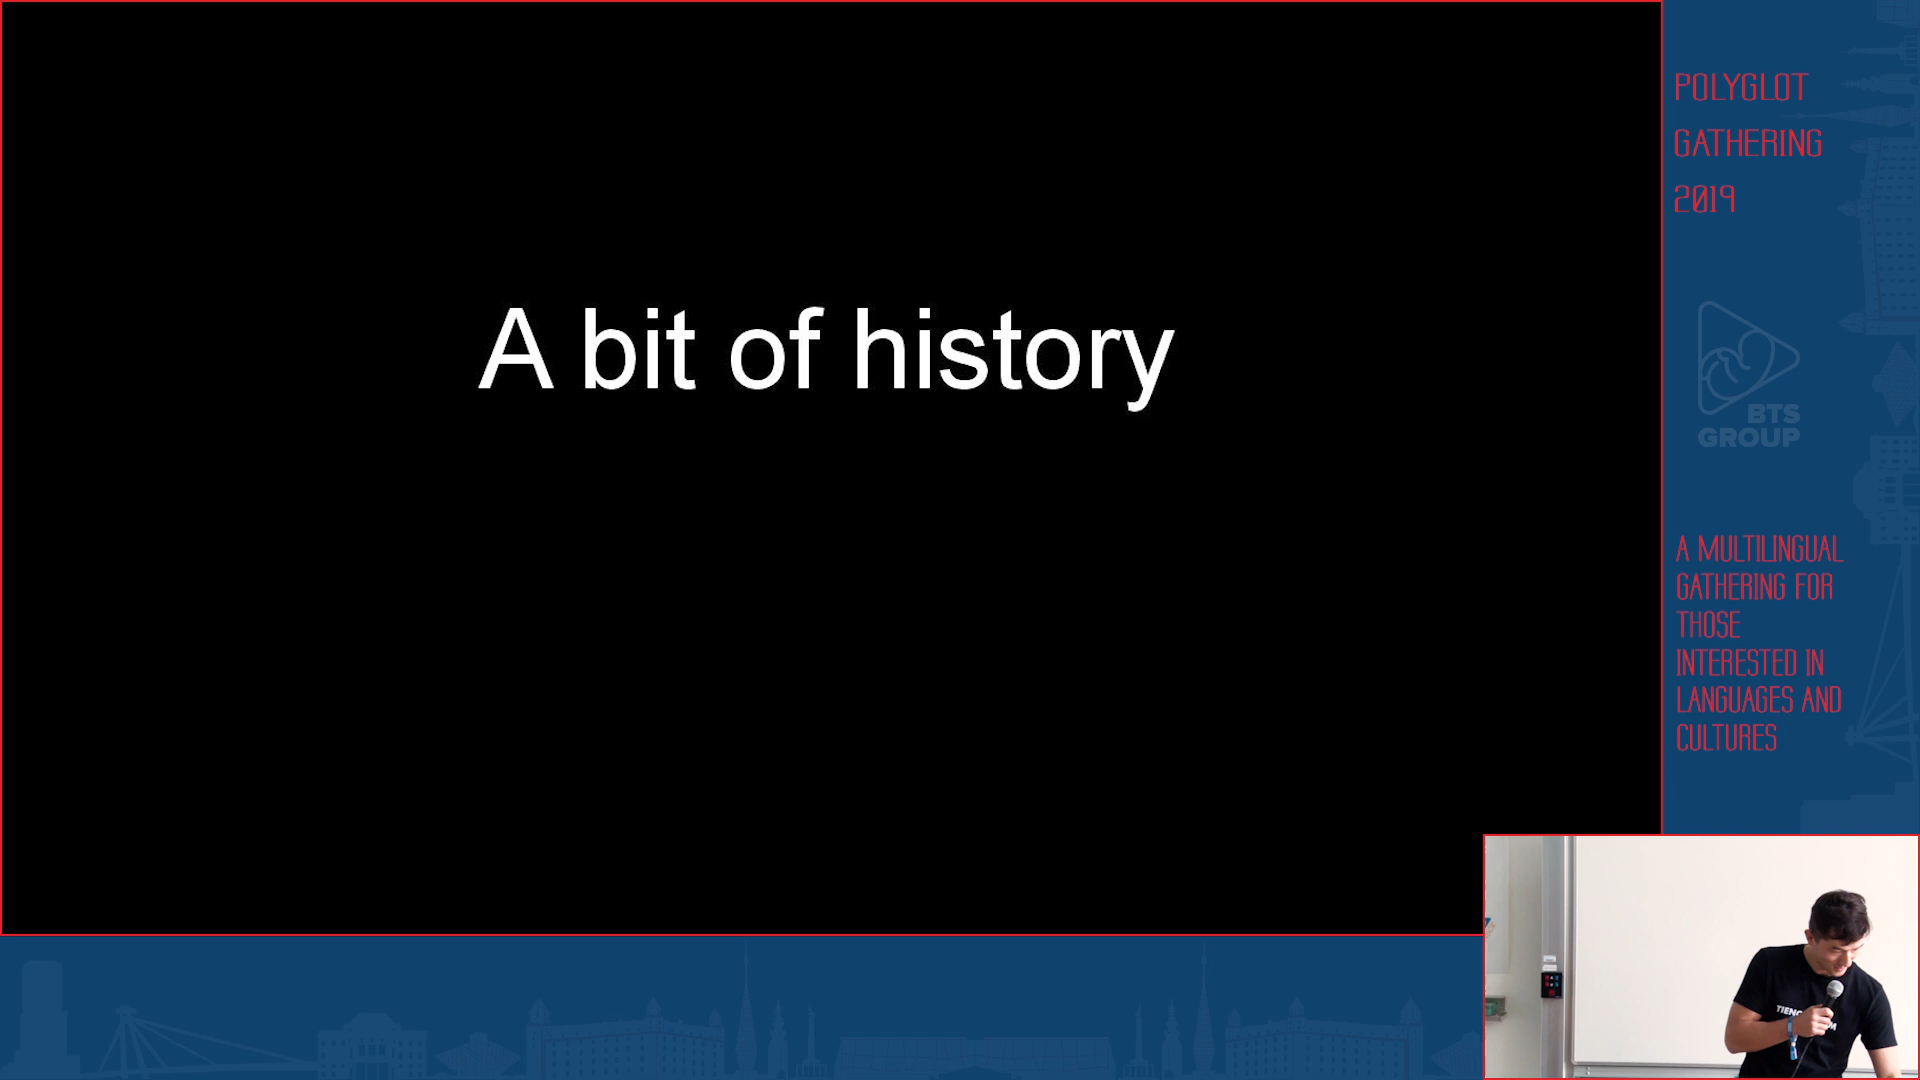 A bit of history
POLYGLOT
GATHERING
2019
BTS
GROUP
A MULTILINGUAL
GATHERING FOR
THOSE
INTERESTED IN
LANGUAGES AND
CULTURES